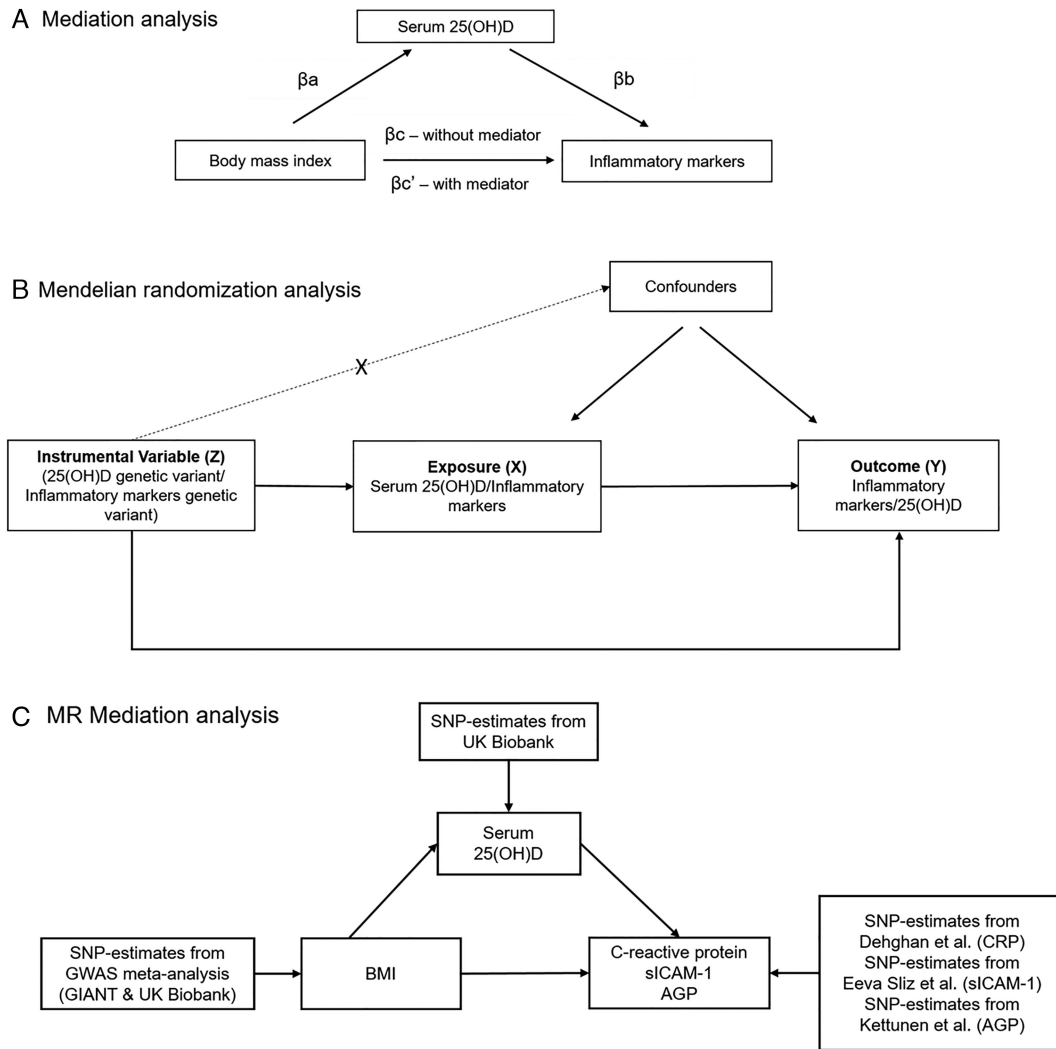 A Mediation analysis
Serum 25(OH)D
βa
βb
βc – without mediator
Body mass index
Inflammatory markers
βc’ – with mediator
B Mendelian randomization analysis
Confounders
X
Instrumental Variable (Z)
(25(OH)D genetic variant/
Inflammatory markers genetic
variant)
Exposure (X)
Serum 25(OH)D/Inflammatory
markers
Outcome (Y)
Inflammatory
markers/25(OH)D
C MR Mediation analysis
SNP-estimates from
UK Biobank
Serum
25(OH)D
SNP-estimates from
GWAS meta-analysis
(GIANT & UK Biobank)
BMI
C-reactive protein
sICAM-1
AGP
SNP-estimates from
Dehghan et al. (CRP)
SNP-estimates from
Eeva Sliz et al. (sICAM-1)
SNP-estimates from
Kettunen et al. (AGP)